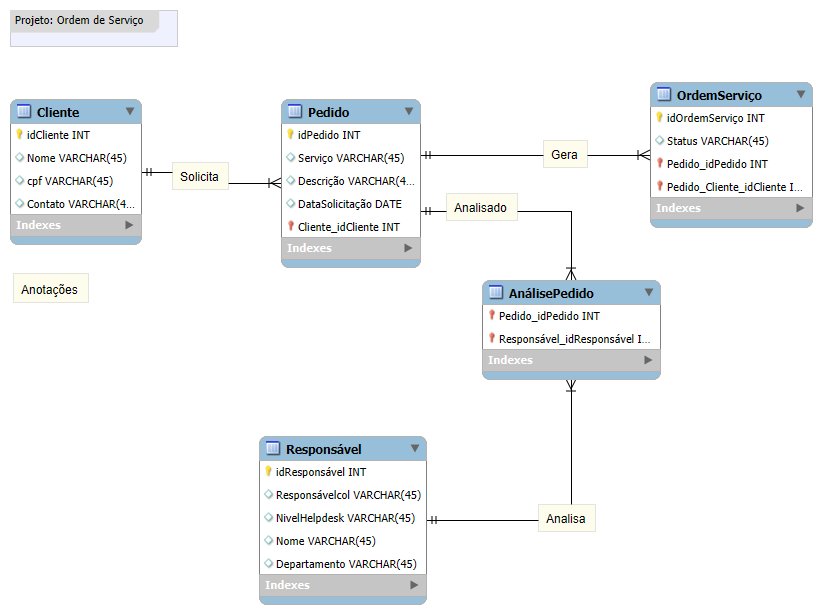 Projeto: Ordem de Serviço
Cliente
idCliente INT
Nome VARCHAR(45)
cpf VARCHAR(45)
Contato VARCHAR(4...
Indexes
Solicita
Pedido
idPedido INT
Serviço VARCHAR(45)
Descrição VARCHAR(4...
DataSolicitação DATE
Cliente_idCliente INT
Indexes
Gera
OrdemServiço
idOrdemServiço INT
Status VARCHAR(45)
Pedido_idPedido INT
Pedido_Cliente_idCliente I...
Indexes
Analisado
Anotações
AnálisePedido
Pedido_idPedido INT
Responsável_idResponsável I...
Indexes
Responsável
idResponsável INT
Responsávelcol VARCHAR(45)
NivelHelpdesk VARCHAR(45)
Nome VARCHAR(45)
Departamento VARCHAR(45)
Indexes
Analisa